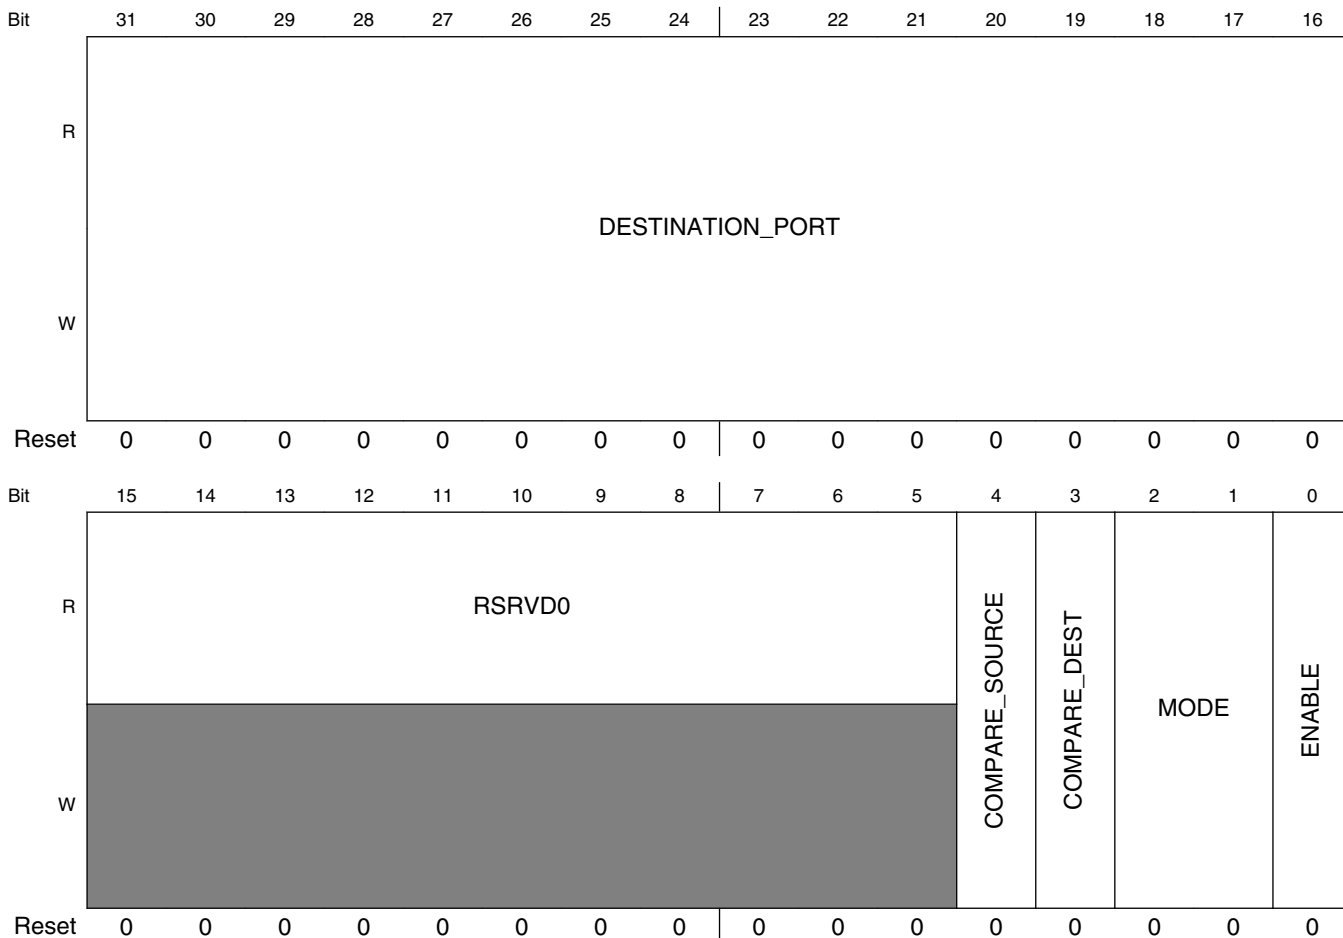 Bit 31 30 29 28 27 26 25 24 23 22 21 20 19 18 17 16
R
DESTINATION_PORT
W
Reset 0 0 0 0 0 0 0 0 0 0 0 0 0 0 0 0
Bit 15 14 13 12 11 10 9 8 7 6 5 4 3 2 1 0
R
RSRVD0
COMPARE_SOURCE
COMPARE_DEST
MODE
ENABLE
W
Reset 0 0 0 0 0 0 0 0 0 0 0 0 0 0 0 0